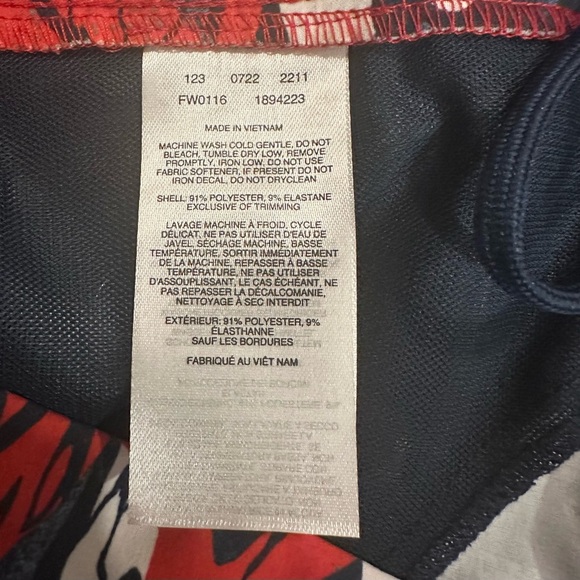 123 0722 2211
FW0116 1894223
MADE IN VIETNAM
MACHINE WASH COLD GENTLE, DO NOT
BLEACH, TUMBLE DRY LOW, REMOVE
PROMPTLY, IRON LOW, DO NOT USE
FABRIC SOFTENER, IF PRESENT DO NOT
IRON DECAL, DO NOT DRYCLEAN
SHELL: 91% POLYESTER, 9% ELASTANE
EXCLUSIVE OF TRIMMING
LAVAGE MACHINE À FROID, CYCLE
DÉLICAT, NE PAS UTILISER D'EAU DE
JAVEL, SÉCHAGE MACHINE, BASSE
TEMPÉRATURE, SORTIR IMMÉDIATEMENT
DE LA MACHINE, REPASSER À BASSE
TEMPÉRATURE, NE PAS UTILISER
D'ASSOUPLISSANT, LE CAS ÉCHÉANT, NE
PAS REPASSER LA DÉCALCOMANIE,
NETTOYAGE À SEC INTERDIT
EXTÉRIEUR: 91% POLYESTER, 9%
ÉLASTHANNE
SAUF LES BORDURES
FABRIQUÉ AU VIÊT NAM